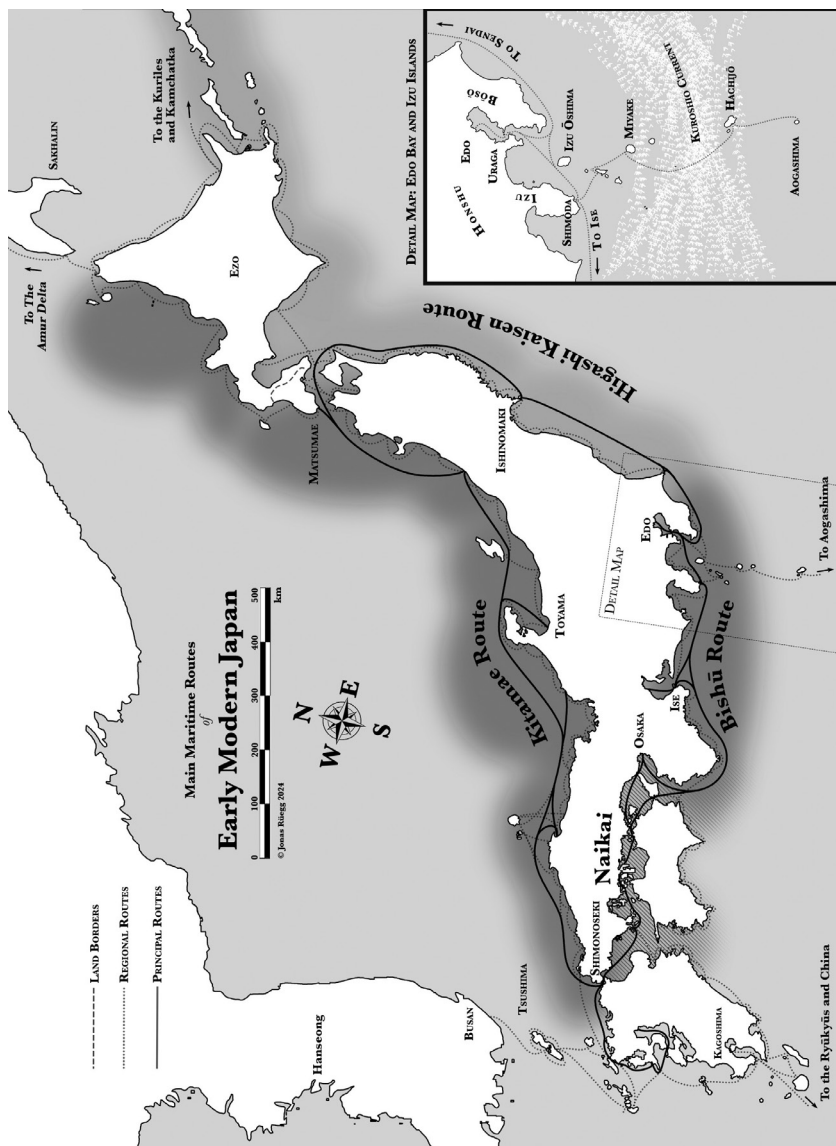 LAND BORDERS
REGIONAL ROUTES
PRINCIPAL ROUTES
Main Maritime Routes
of
Early Modern Japan
0 100 200 300 400 500
km
© Jonas Rüegg 2024
N
E
S
W
Hanseong
BUSAN
TSUSHIMA
SHIMONOSEKI
KAGOSHIMA
To the Ryūkyūs and China
Naikai
OSAKA
ISE
Bishū Route
Kitamae Route
TOYAMA
EDO
DETAIL MAP
To Aogashima
ISHINOMAKI
Higashi Kaisen Route
MATSUMAE
EZO
To The
Amur Delta
SAKHALIN
To the Kuriles
and Kamchatka
DETAIL MAP: EDO BAY AND IZU ISLANDS
TO SENDAI
BŌSŌ
EDO
URAGA
HONSHU
IZU
SHIMODA
IZU ŌSHIMA
TO ISE
MIYAKE
KUROSHIO CURRENT
HACHIJŌ
AOGASHIMA